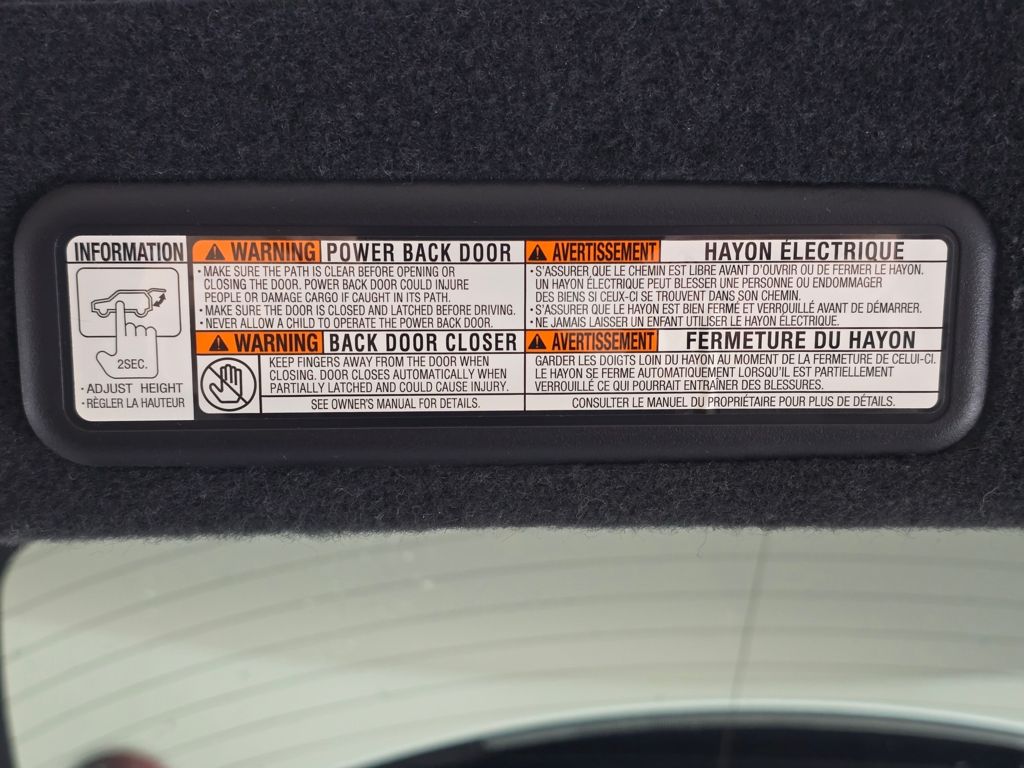 INFORMATION
2SEC.
• ADJUST HEIGHT
• RÈGLER LA HAUTEUR
WARNING POWER BACK DOOR
• MAKE SURE THE PATH IS CLEAR BEFORE OPENING OR
CLOSING THE DOOR. POWER BACK DOOR COULD INJURE
PEOPLE OR DAMAGE CARGO IF CAUGHT IN ITS PATH.
• MAKE SURE THE DOOR IS CLOSED AND LATCHED BEFORE DRIVING.
• NEVER ALLOW A CHILD TO OPERATE THE POWER BACK DOOR.
WARNING BACK DOOR CLOSER
KEEP FINGERS AWAY FROM THE DOOR WHEN
CLOSING. DOOR CLOSES AUTOMATICALLY WHEN
PARTIALLY LATCHED AND COULD CAUSE INJURY.
SEE OWNER'S MANUAL FOR DETAILS.
AVERTISSEMENT HAYON ÉLECTRIQUE
• S'ASSURER QUE LE CHEMIN EST LIBRE AVANT D'OUVRIR OU DE FERMER LE HAYON.
UN HAYON ÉLECTRIQUE PEUT BLESSER UNE PERSONNE OU ENDOMMAGER
DES BIENS SI CEUX-CI SE TROUVENT DANS SON CHEMIN.
• S'ASSURER QUE LE HAYON EST BIEN FERMÉ ET VERROUILLÉ AVANT DE DÉMARRER.
• NE JAMAIS LAISSER UN ENFANT UTILISER LE HAYON ÉLECTRIQUE.
AVERTISSEMENT FERMETURE DU HAYON
GARDER LES DOIGTS LOIN DU HAYON AU MOMENT DE LA FERMETURE DE CELUI-CI.
LE HAYON SE FERME AUTOMATIQUEMENT LORSQU'IL EST PARTIELLEMENT
VERROUILLÉ CE QUI POURRAIT ENTRAÎNER DES BLESSURES.
CONSULTER LE MANUEL DU PROPRIÉTAIRE POUR PLUS DE DÉTAILS.